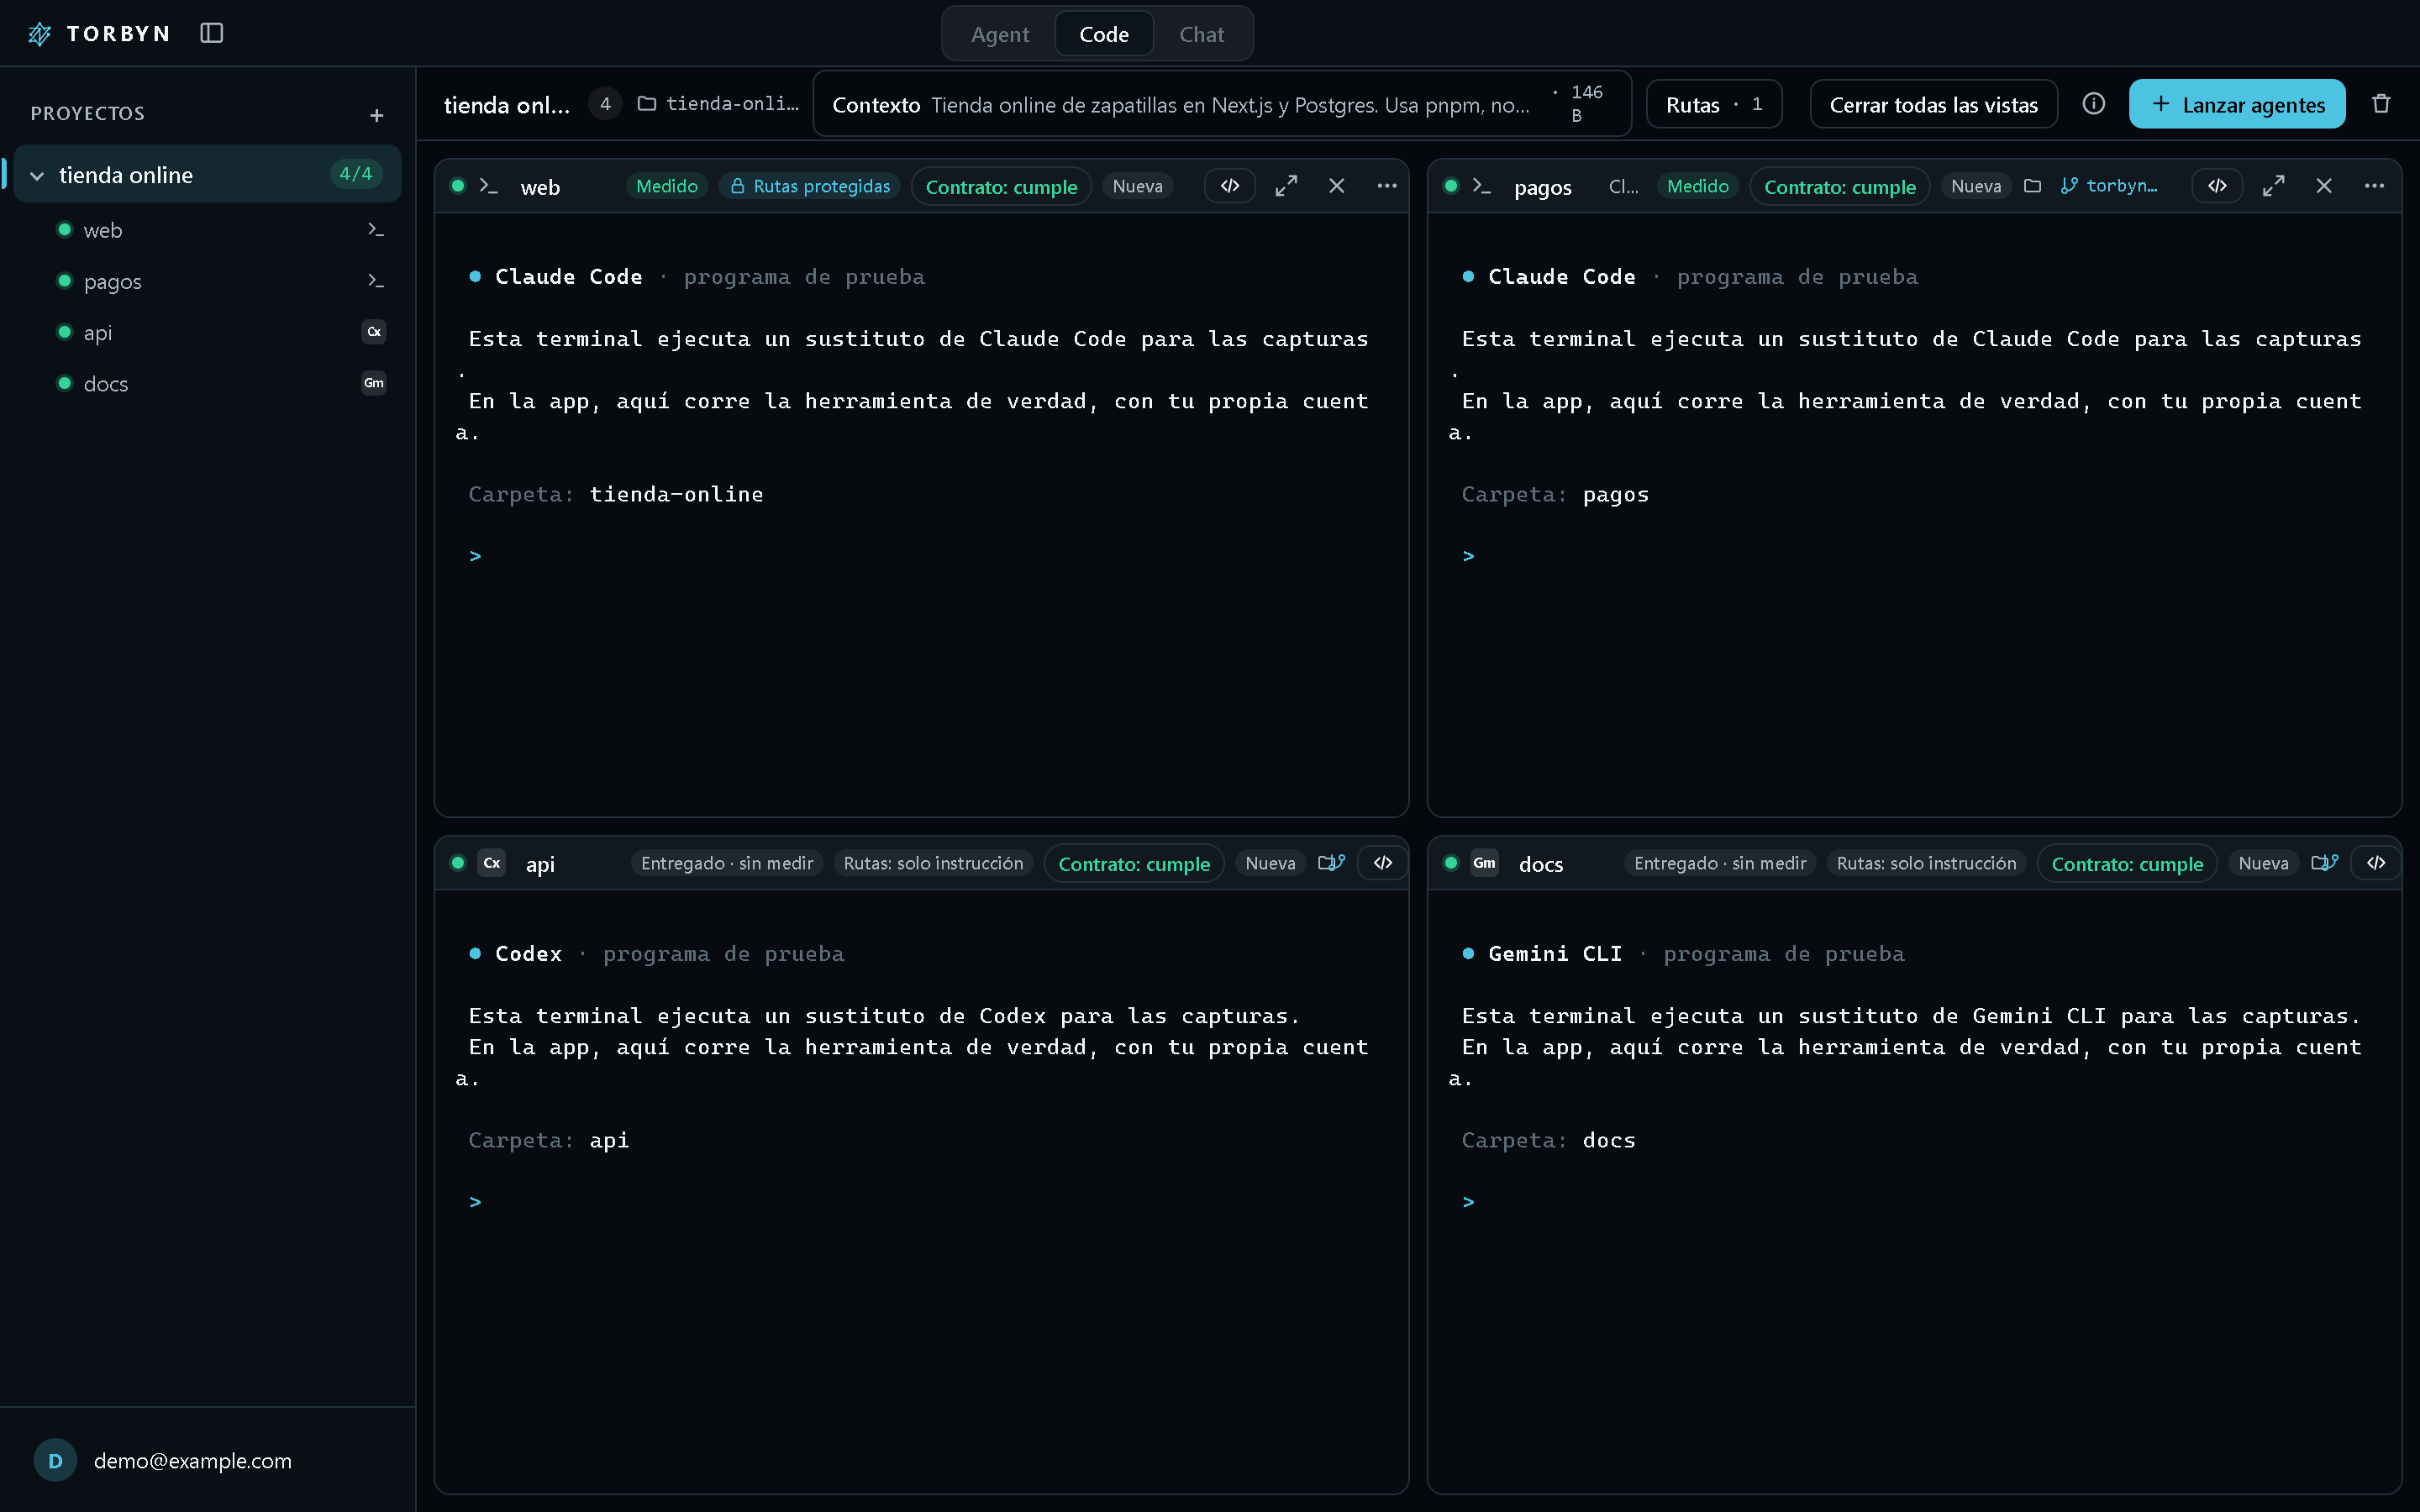 TORBYN
Agent Code Chat
PROYECTOS +
tienda online 4/4
web
pagos
api Cx
docs Gm
D demo@example.com
tienda onl... 4 tienda-onli... Contexto Tienda online de zapatillas en Next.js y Postgres. Usa pnpm, no... · 146 B Rutas · 1 Cerrar todas las vistas + Lanzar agentes
web Medido Rutas protegidas Contrato: cumple Nueva </>
Claude Code · programa de prueba
Esta terminal ejecuta un sustituto de Claude Code para las capturas
.
En la app, aquí corre la herramienta de verdad, con tu propia cuent
a.
Carpeta: tienda-online
>
pagos Cl... Medido Contrato: cumple Nueva torbyn... </>
Claude Code · programa de prueba
Esta terminal ejecuta un sustituto de Claude Code para las capturas
.
En la app, aquí corre la herramienta de verdad, con tu propia cuent
a.
Carpeta: pagos
>
Cx api Entregado · sin medir Rutas: solo instrucción Contrato: cumple Nueva </>
Codex · programa de prueba
Esta terminal ejecuta un sustituto de Codex para las capturas.
En la app, aquí corre la herramienta de verdad, con tu propia cuent
a.
Carpeta: api
>
Gm docs Entregado · sin medir Rutas: solo instrucción Contrato: cumple Nueva </>
Gemini CLI · programa de prueba
Esta terminal ejecuta un sustituto de Gemini CLI para las capturas.
En la app, aquí corre la herramienta de verdad, con tu propia cuent
a.
Carpeta: docs
>